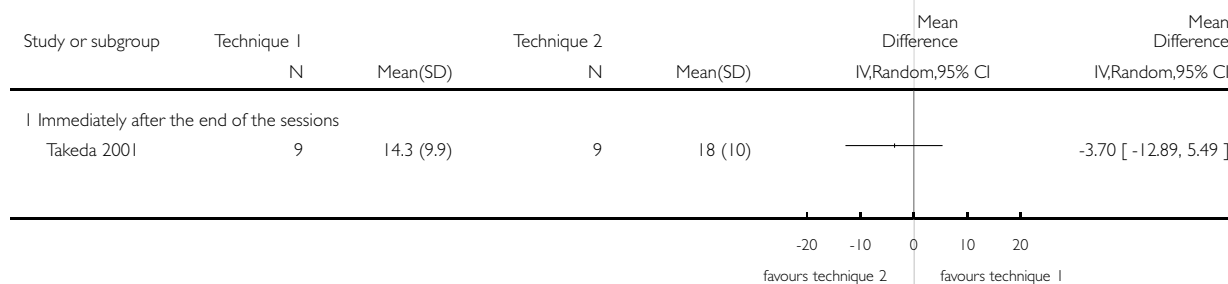 Mean Mean
Study or subgroup Technique 1 Technique 2 Difference Difference
N Mean(SD) N Mean(SD) IV,Random,95% CI IV,Random,95% CI
1 Immediately after the end of the sessions
Takeda 2001 9 14.3 (9.9) 9 18 (10) -3.70 [ -12.89, 5.49 ]
-20 -10 0 10 20
favours technique 2 favours technique 1